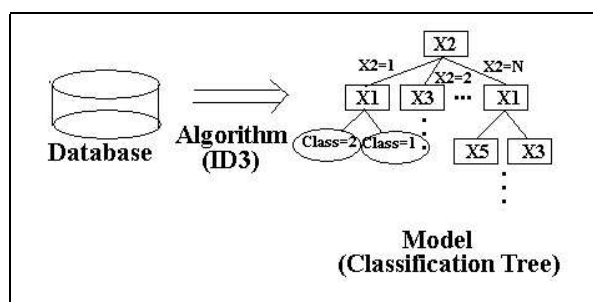 X2
X2=1
X2=2
X2=N
X1
X3
...
X1
Class=2
Class=1
X5
X3
Database
Algorithm
(ID3)
Model
(Classification Tree)